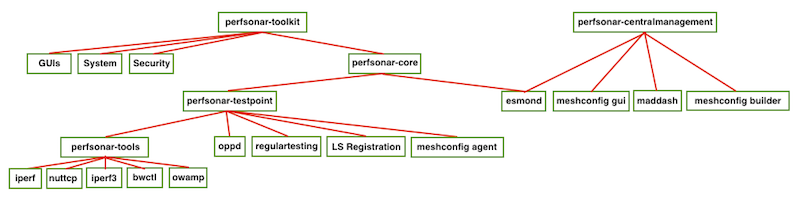 perfsonar-toolkit
perfsonar-centralmanagement
GUIs
System
Security
perfsonar-core
perfsonar-testpoint
esmond
meshconfig gui
maddash
meshconfig builder
perfsonar-tools
oppd
regulartesting
LS Registration
meshconfig agent
iperf
nuttcp
iperf3
bwctl
owamp